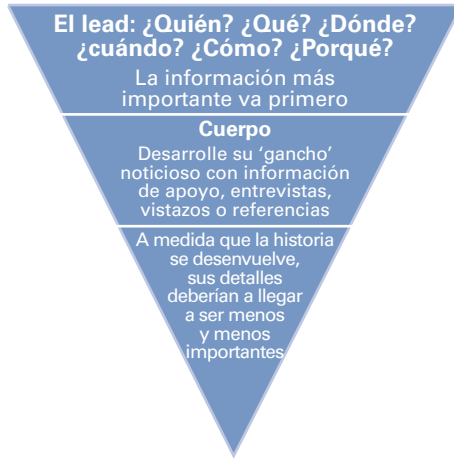 El lead: ¿Quién? ¿Qué? ¿Dónde?
¿cuándo? ¿Cómo? ¿Porqué?
La información más
importante va primero
Cuerpo
Desarrolle su ‘gancho’
noticioso con información
de apoyo, entrevistas,
vistazos o referencias
A medida que la historia
se desenvuelve,
sus detalles
deberían a llegar
a ser menos
y menos
importantes